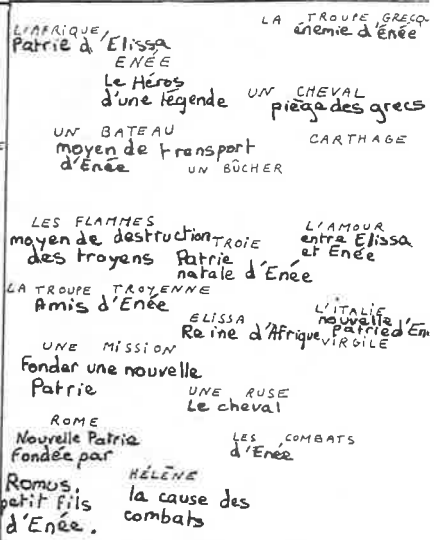 L'AFRIQUE,
Patrie d'Elissa
LA TROUPE GRECQ
énemie d'Enée
ENÉE
Le Héros
d'une légende
UN CHEVAL
piège des grecs
UN BATEAU
moyen de transport
d'Enée
CARTHAGE
UN BÛCHER
LES FLAMMES
moyen de destruction
des troyens
TROIE
Patrie
natale d'Enée
L'AMOUR
entre Elissa
et Enée
LA TROUPE TROYENNE
Amis d'Enée
ELISSA
Reine d'Afrique
L'ITALIE
nouvelle
Patrie d'En
VIRGILE
UNE MISSION
Fonder une nouvelle
Patrie
UNE RUSE
Le cheval
ROME
Nouvelle Patrie
fondée par
Romus,
petit fils
d'Enée.
LES COMBATS
d'Enée
HÉLÈNE
la cause des
combats